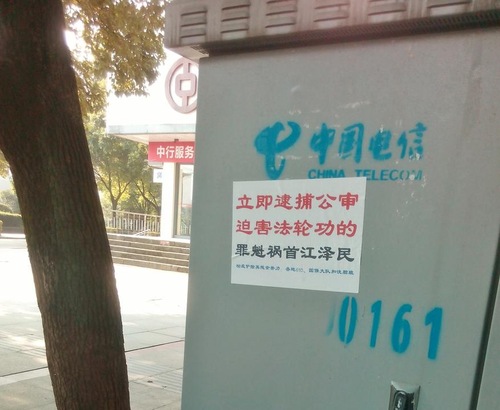 中行服务
中国电信
CHINA TELECOM
立即逮捕公审
迫害法轮功的
罪魁祸首江泽民
0161